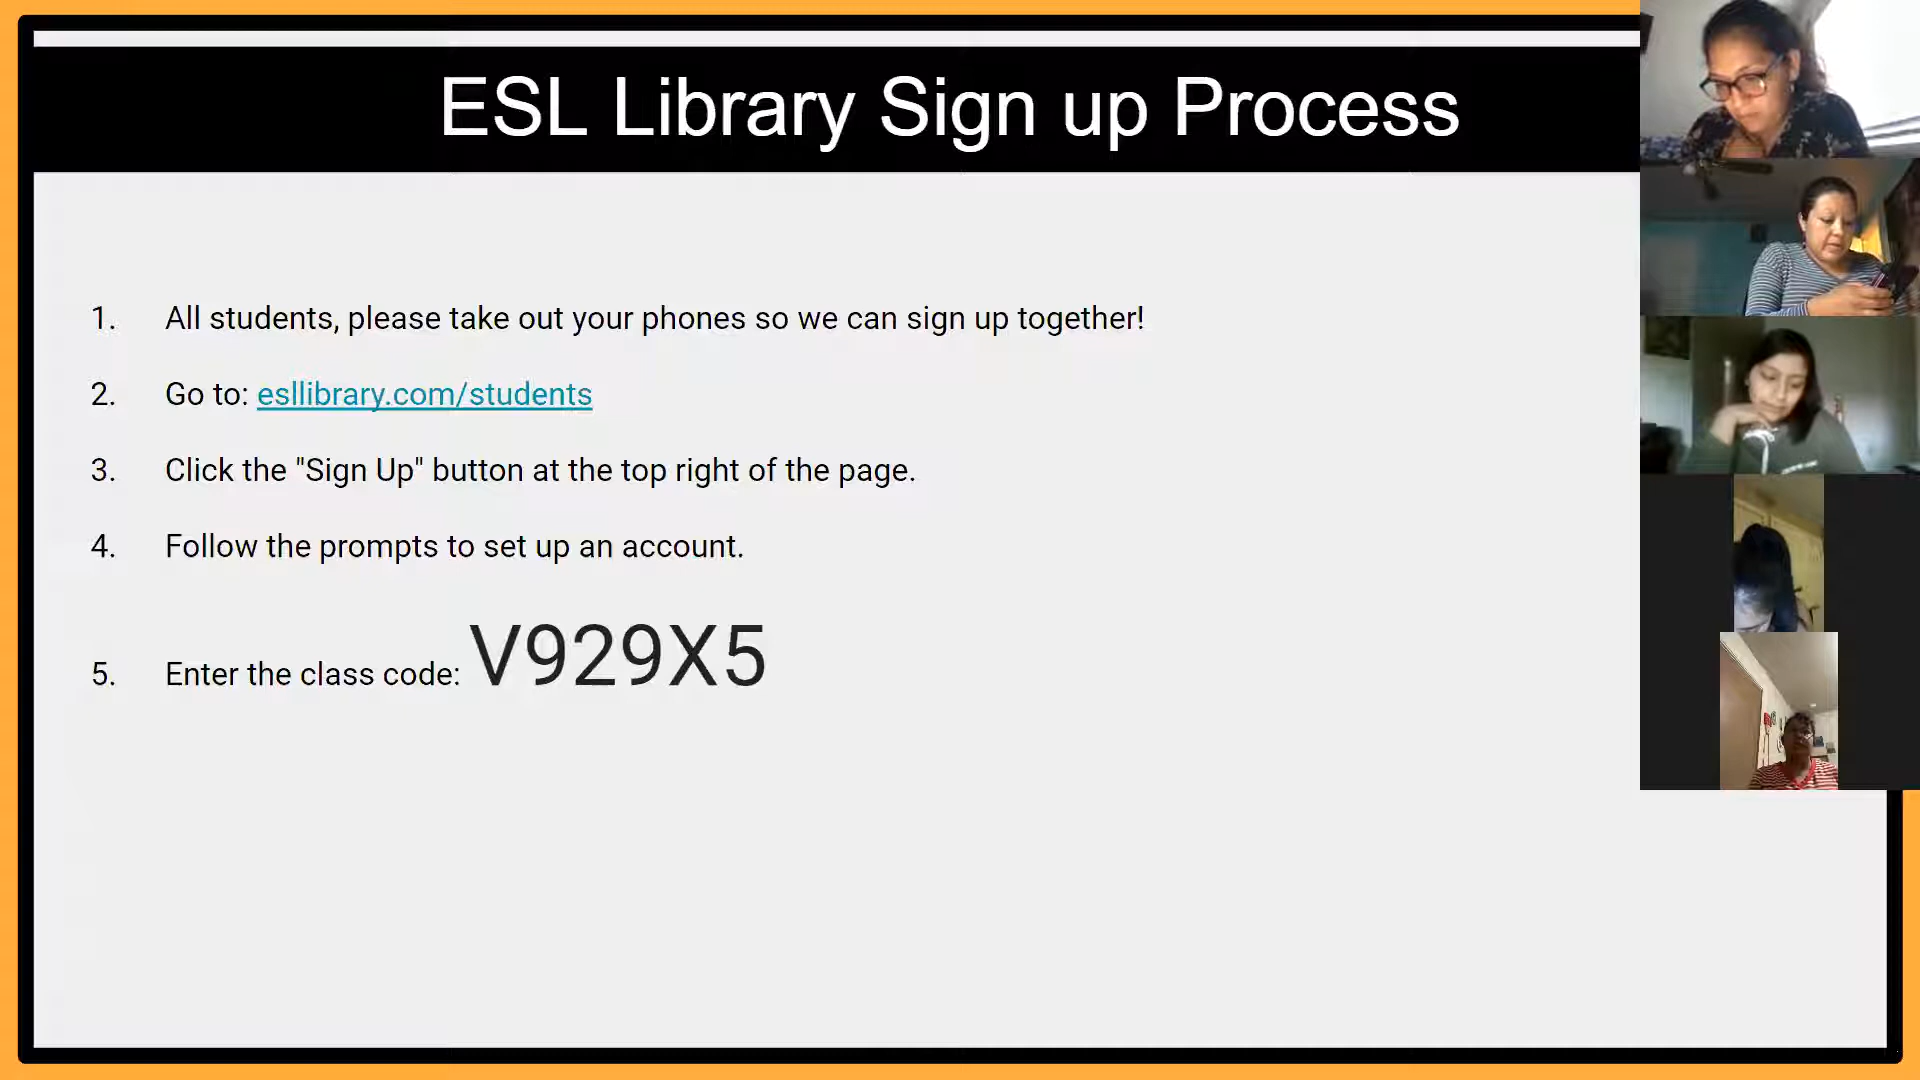 ESL Library Sign up Process
1. All students, please take out your phones so we can sign up together!
2. Go to: esllibrary.com/students
3. Click the "Sign Up" button at the top right of the page.
4. Follow the prompts to set up an account.
5. Enter the class code: V929X5